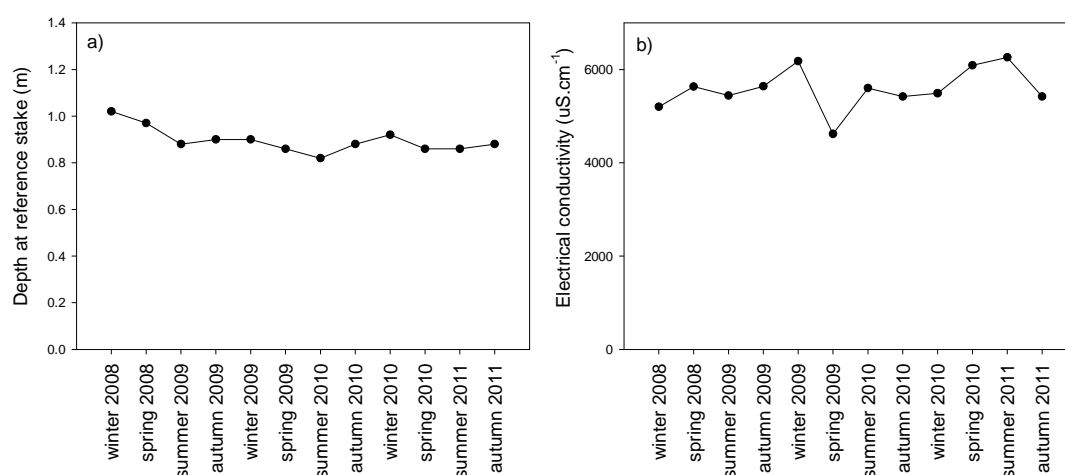 a)
Depth at reference stake (m)
1.4
1.2
1.0
0.8
0.6
0.4
0.2
0.0
winter 2008
spring 2008
summer 2009
autumn 2009
winter 2009
spring 2009
summer 2010
autumn 2010
winter 2010
spring 2010
summer 2011
autumn 2011
b)
Electrical conductivity (uS.cm⁻¹)
6000
4000
2000
0
winter 2008
spring 2008
summer 2009
autumn 2009
winter 2009
spring 2009
summer 2010
autumn 2010
winter 2010
spring 2010
summer 2011
autumn 2011